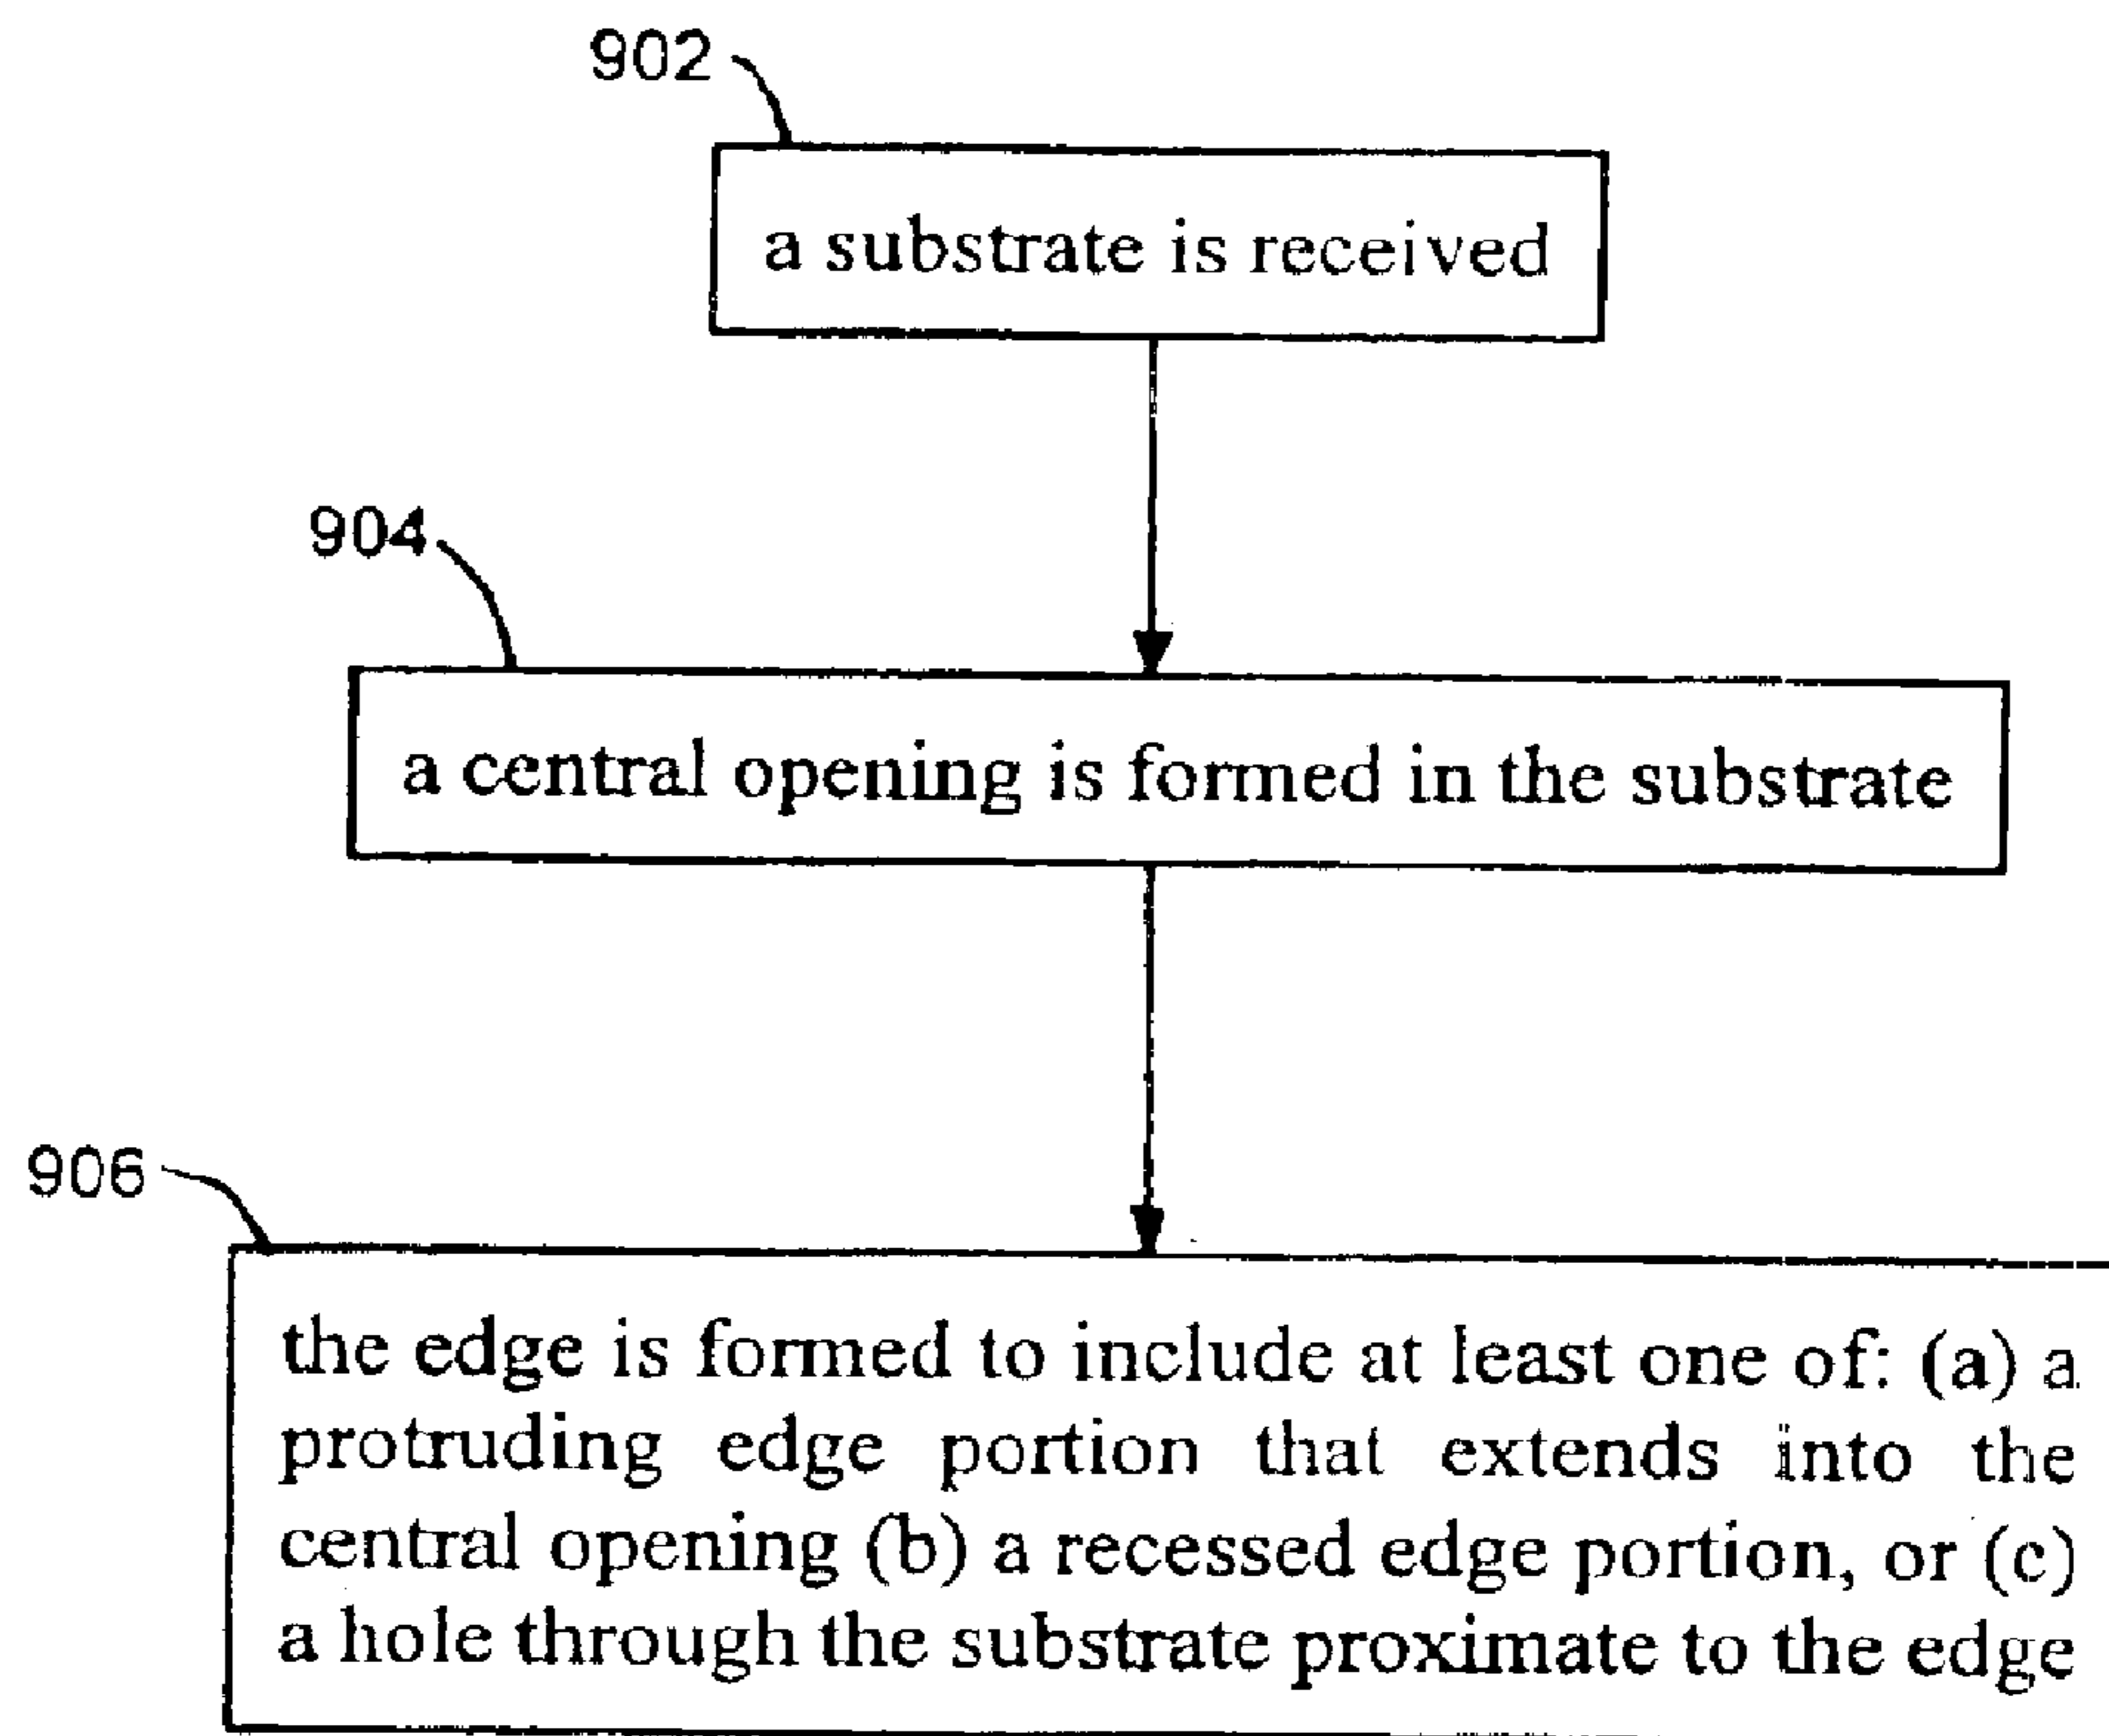 902
a substrate is received
904
a central opening is formed in the substrate
906
the edge is formed to include at least one of: (a) a
protruding edge portion that extends into the
central opening (b) a recessed edge portion, or (c)
a hole through the substrate proximate to the edge